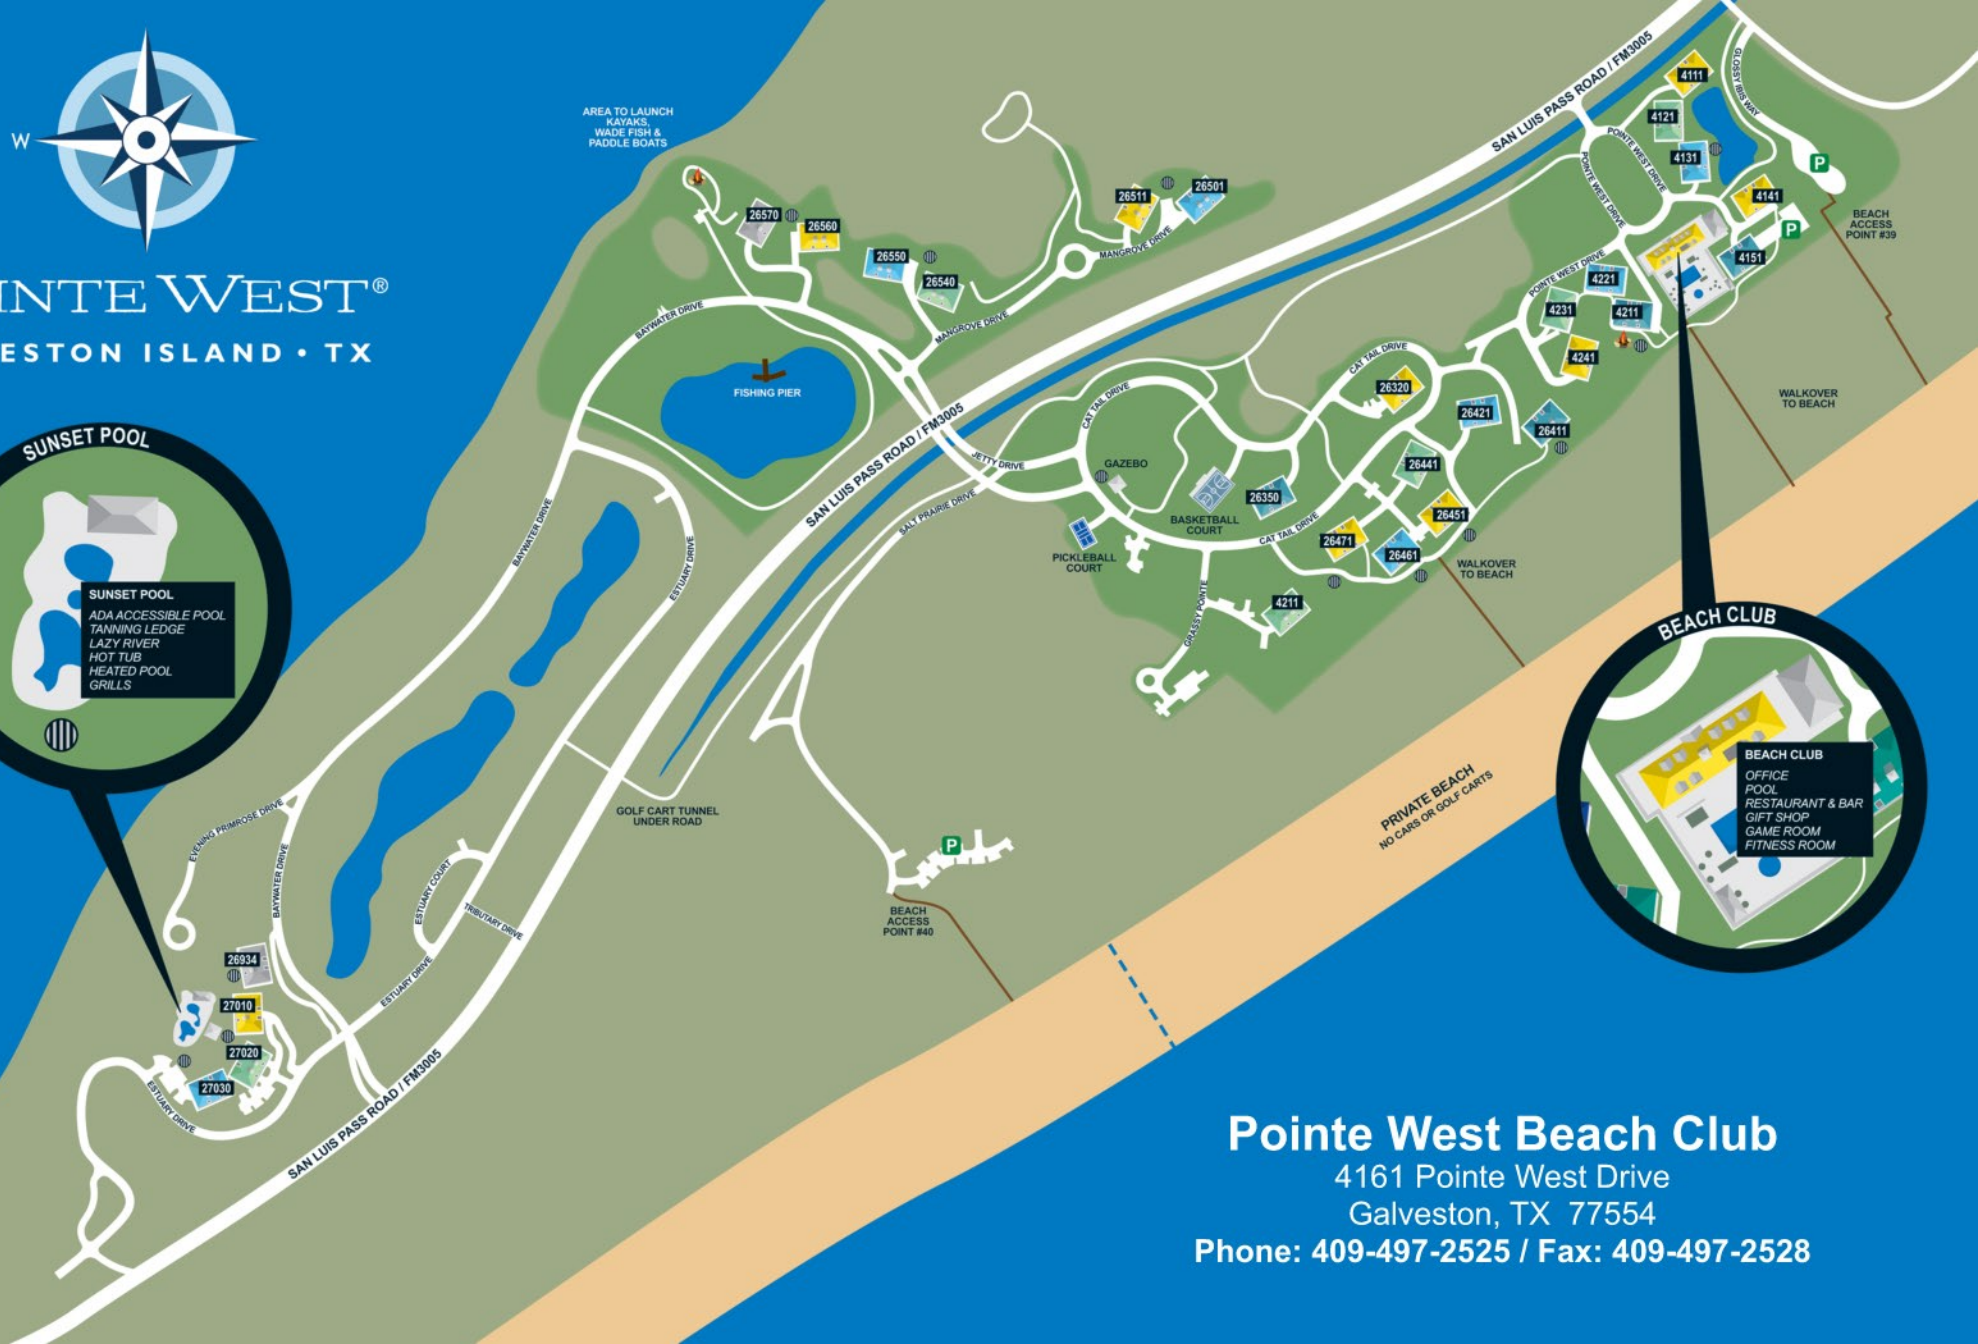 W
INTE WEST®
ESTON ISLAND • TX
AREA TO LAUNCH
KAYAKS,
WADE FISH &
PADDLE BOATS
26570
26560
26550
26540
26511
26501
MANGROVE DRIVE
MANGROVE DRIVE
BAYWATER DRIVE
FISHING PIER
SAN LUIS PASS ROAD / FM3005
GLOSSY IBIS WAY
4111
4121
4131
4141
4151
P
P
POINTE WEST DRIVE
POINTE WEST DRIVE
POINTE WEST DRIVE
BEACH
ACCESS
POINT #39
4221
4231
4211
4241
WALKOVER
TO BEACH
CAT TAIL DRIVE
26320
26421
26411
26441
26451
26461
26471
26350
CAT TAIL DRIVE
CAT TAIL DRIVE
GAZEBO
BASKETBALL
COURT
PICKLEBALL
COURT
JETTY DRIVE
SALT PRAIRIE DRIVE
SAN LUIS PASS ROAD / FM3005
WALKOVER
TO BEACH
GRASSY POINTE
4211
SUNSET POOL
SUNSET POOL
ADA ACCESSIBLE POOL
TANNING LEDGE
LAZY RIVER
HOT TUB
HEATED POOL
GRILLS
BAYWATER DRIVE
ESTUARY DRIVE
GOLF CART TUNNEL
UNDER ROAD
EVENING PRIMROSE DRIVE
BAYWATER DRIVE
ESTUARY COURT
TRIBUTARY DRIVE
ESTUARY DRIVE
P
BEACH
ACCESS
POINT #40
26934
27010
27020
27030
ESTUARY DRIVE
SAN LUIS PASS ROAD / FM3005
PRIVATE BEACH
NO CARS OR GOLF CARTS
BEACH CLUB
BEACH CLUB
OFFICE
POOL
RESTAURANT & BAR
GIFT SHOP
GAME ROOM
FITNESS ROOM
Pointe West Beach Club
4161 Pointe West Drive
Galveston, TX 77554
Phone: 409-497-2525 / Fax: 409-497-2528